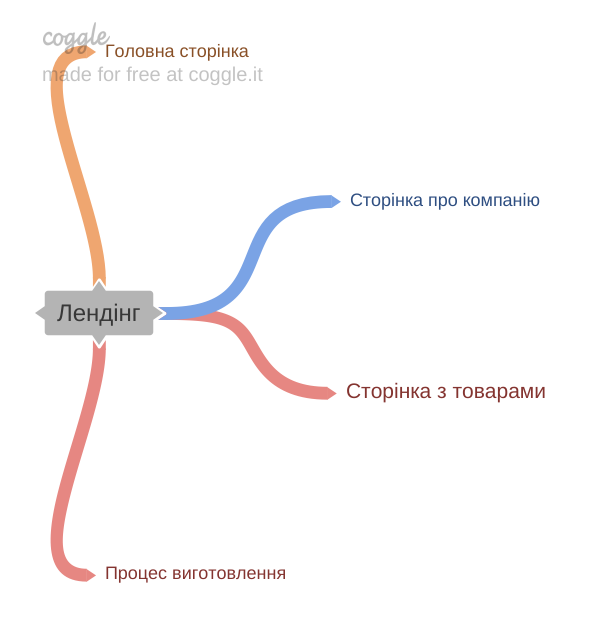 coggle
Головна сторінка
made for free at coggle.it
Сторінка про компанію
Лендінг
Сторінка з товарами
Процес виготовлення